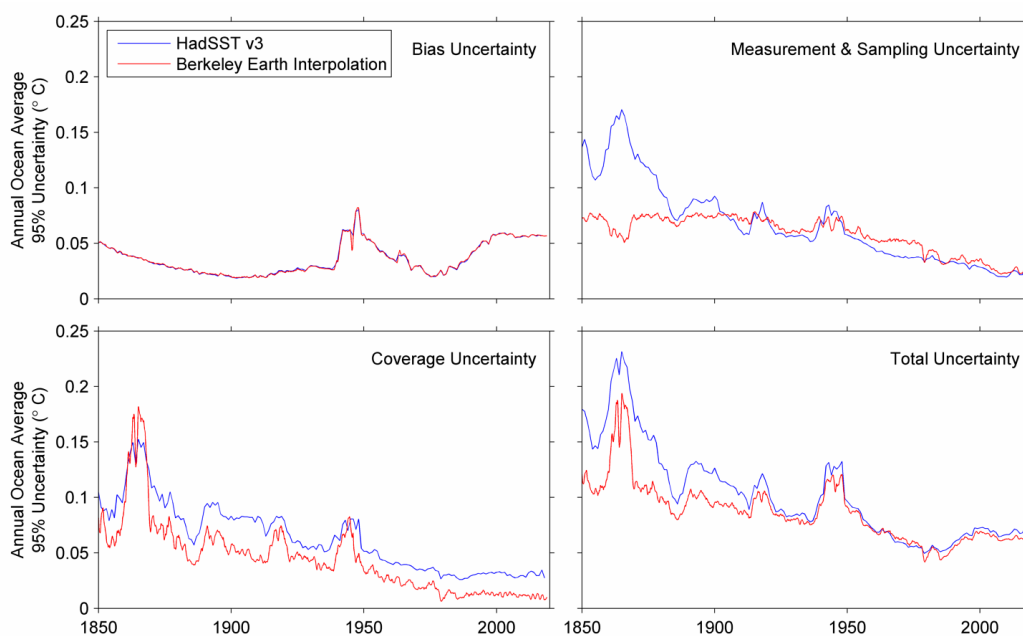 0.25
0.2
0.15
0.1
0.05
0
Annual Ocean Average
95% Uncertainty (° C)
HadSST v3
Berkeley Earth Interpolation
Bias Uncertainty
Measurement & Sampling Uncertainty
0.25
0.2
0.15
0.1
0.05
0
Annual Ocean Average
95% Uncertainty (° C)
Coverage Uncertainty
Total Uncertainty
1850
1900
1950
2000
1850
1900
1950
2000